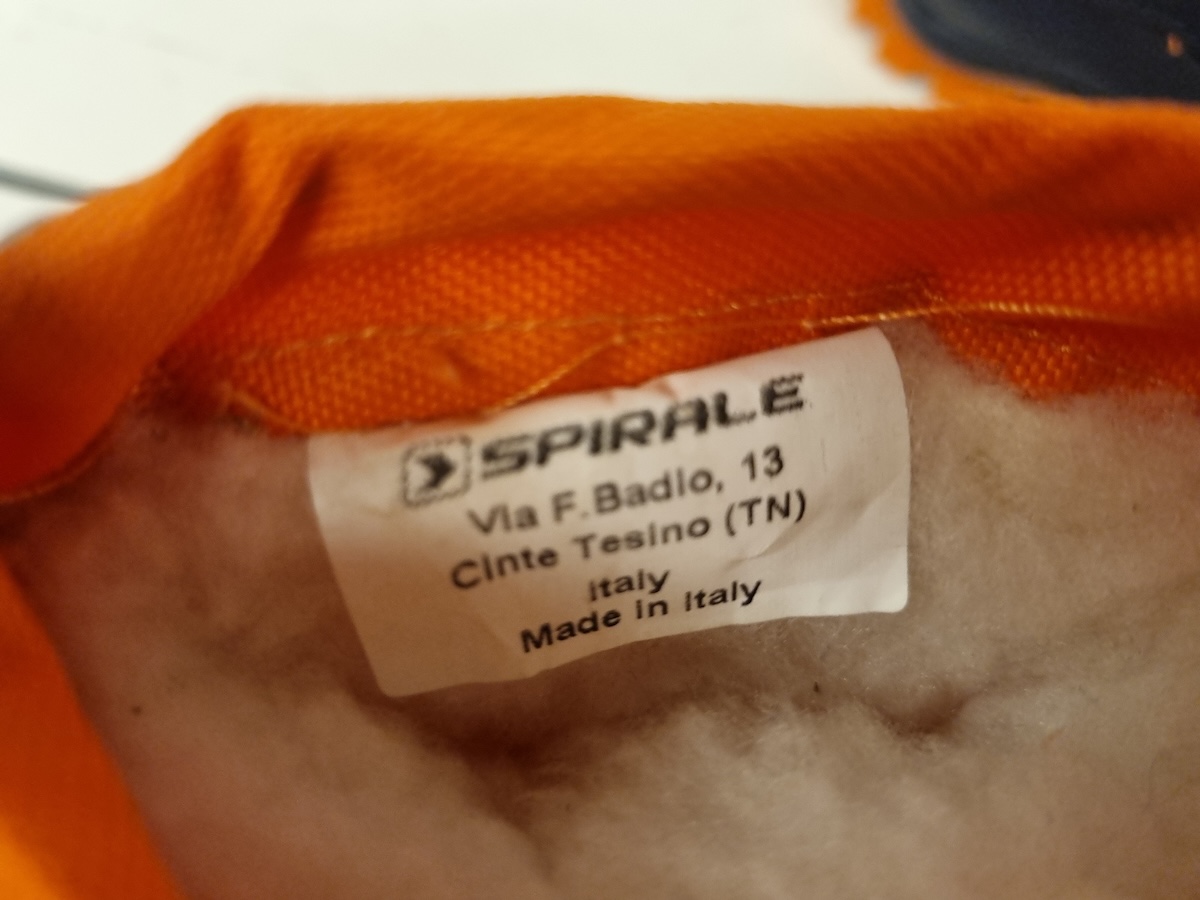 SPIRALE
Via F.Badio, 13
Cinte Tesino (TN)
Italy
Made in Italy